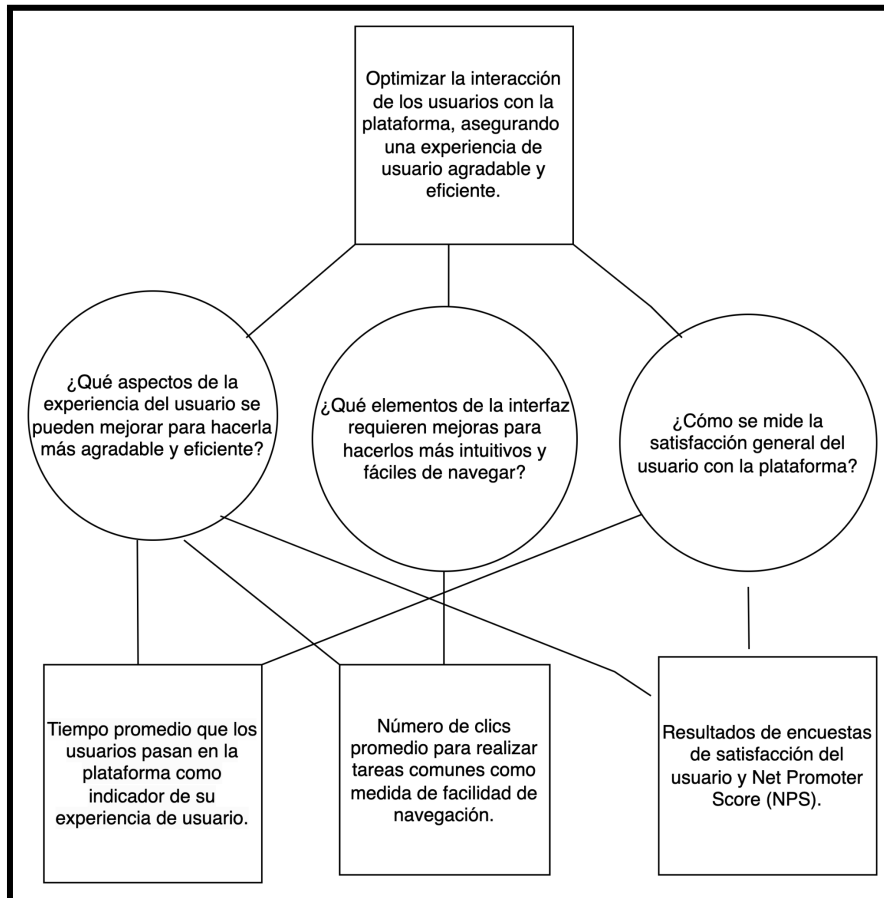 Optimizar la interacción
de los usuarios con la
plataforma, asegurando
una experiencia de
usuario agradable y
eficiente.
¿Qué aspectos de la
experiencia del usuario se
pueden mejorar para hacerla
más agradable y eficiente?
¿Qué elementos de la interfaz
requieren mejoras para
hacerlos más intuitivos y
fáciles de navegar?
¿Cómo se mide la
satisfacción general del
usuario con la plataforma?
Tiempo promedio que los
usuarios pasan en la
plataforma como
indicador de su
experiencia de usuario.
Número de clics
promedio para realizar
tareas comunes como
medida de facilidad de
navegación.
Resultados de encuestas
de satisfacción del
usuario y Net Promoter
Score (NPS).